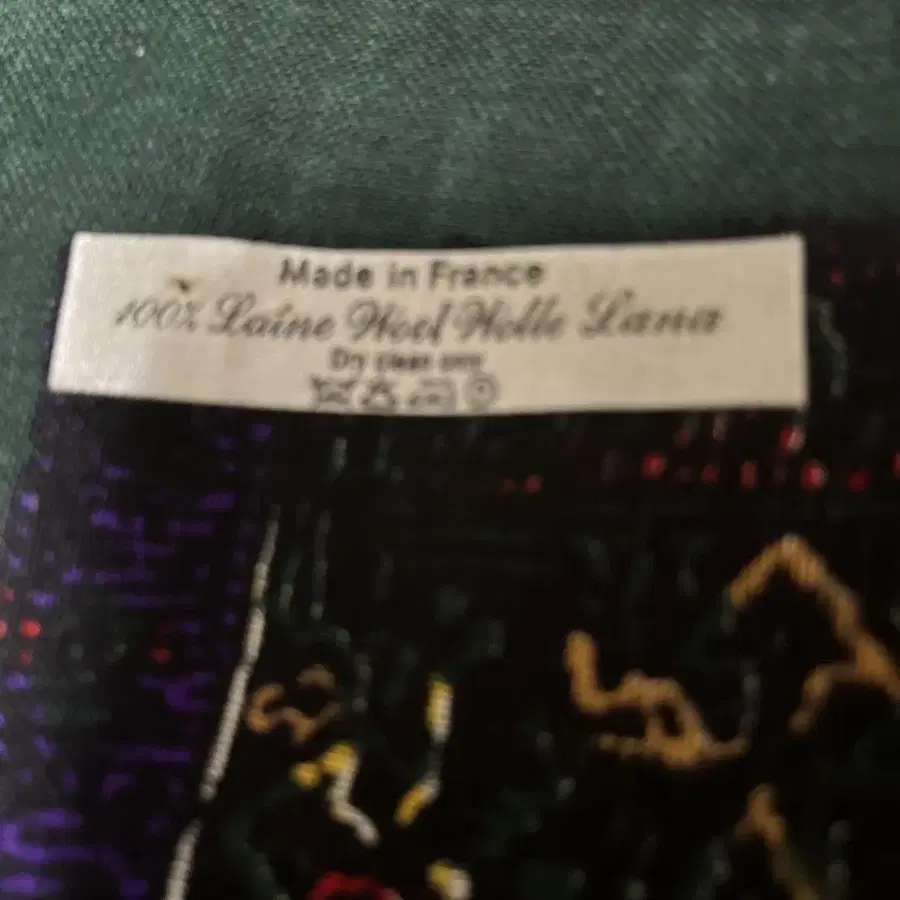 Made in France
100% Laine Wool Wolle Lana
Dry clean only